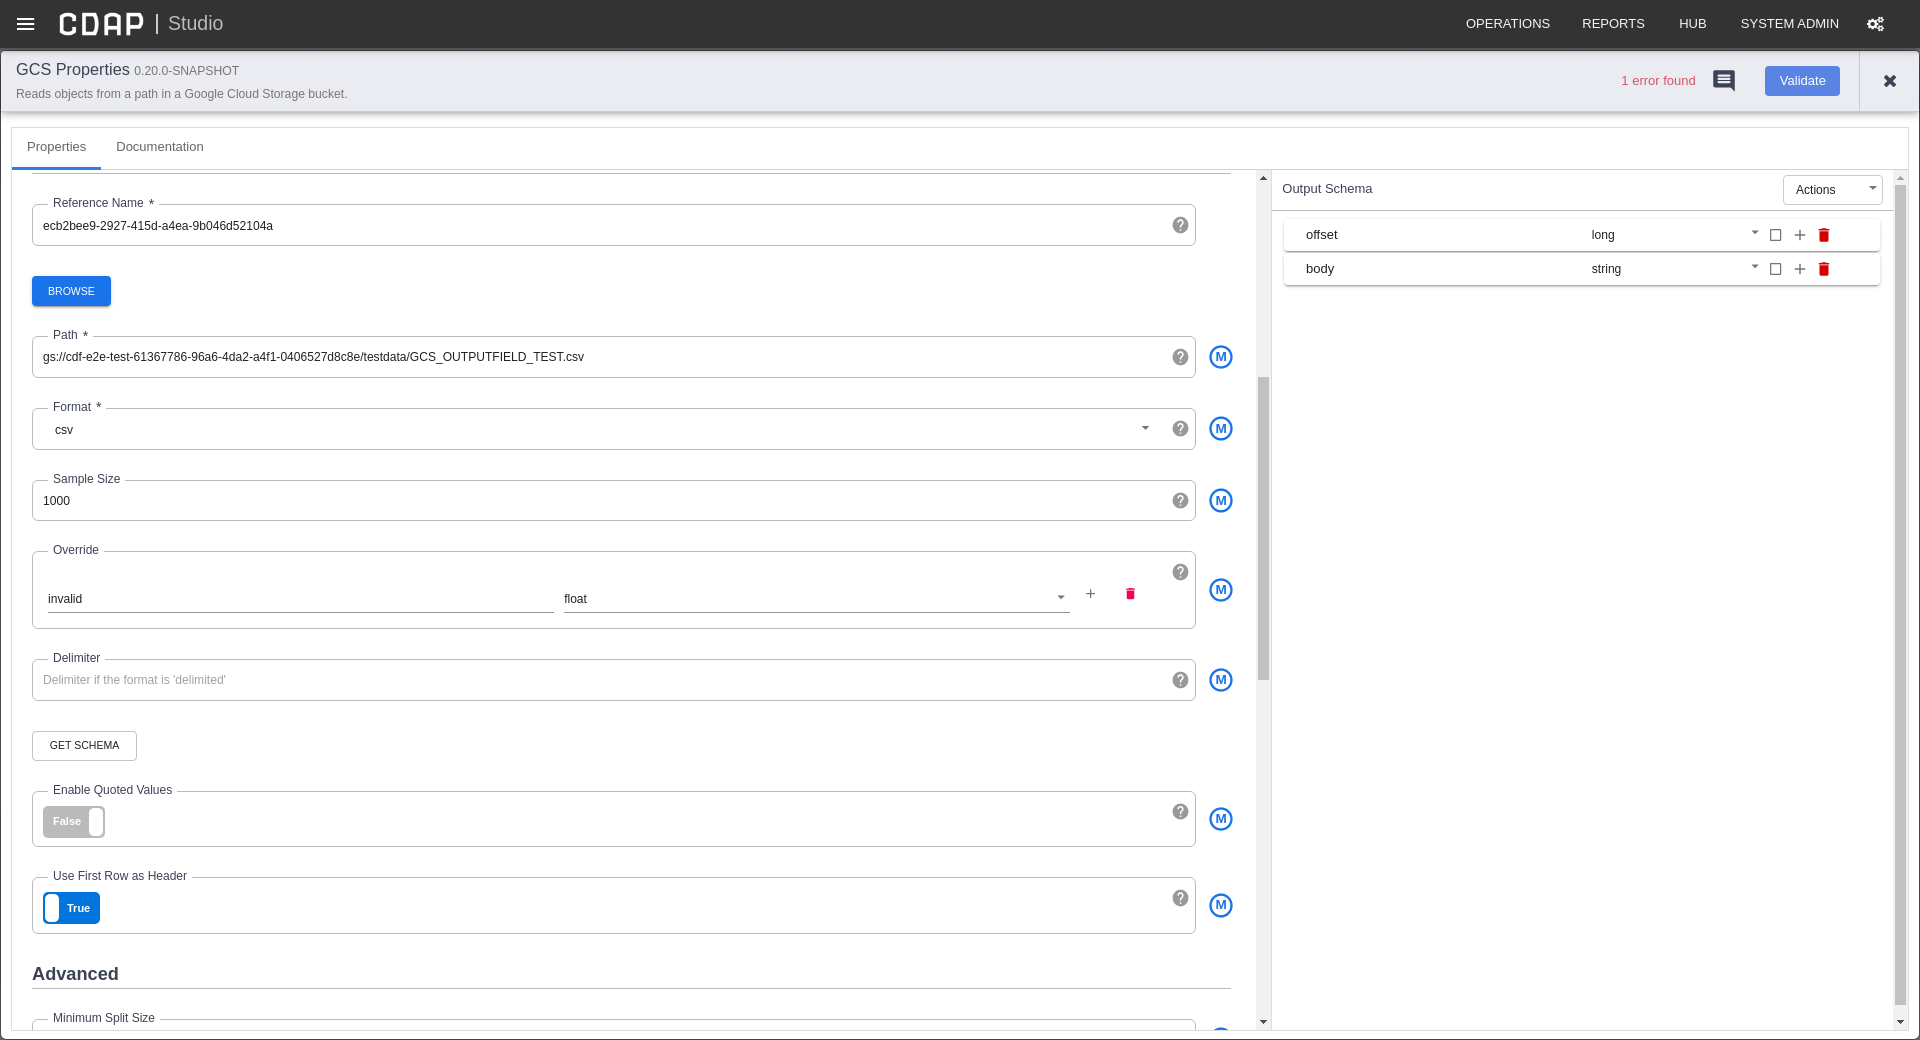 CDAP | Studio
OPERATIONS REPORTS HUB SYSTEM ADMIN
GCS Properties 0.20.0-SNAPSHOT
Reads objects from a path in a Google Cloud Storage bucket.
1 error found
Validate
Properties Documentation
Reference Name *
ecb2bee9-2927-415d-a4ea-9b046d52104a
?
BROWSE
Path *
gs://cdf-e2e-test-61367786-96a6-4da2-a4f1-0406527d8c8e/testdata/GCS_OUTPUTFIELD_TEST.csv
? M
Format *
csv
? M
Sample Size
1000
? M
Override
invalid float
? M
Delimiter
Delimiter if the format is 'delimited'
? M
GET SCHEMA
Enable Quoted Values
False
? M
Use First Row as Header
True
? M
Advanced
Minimum Split Size
Output Schema
Actions
offset long
body string